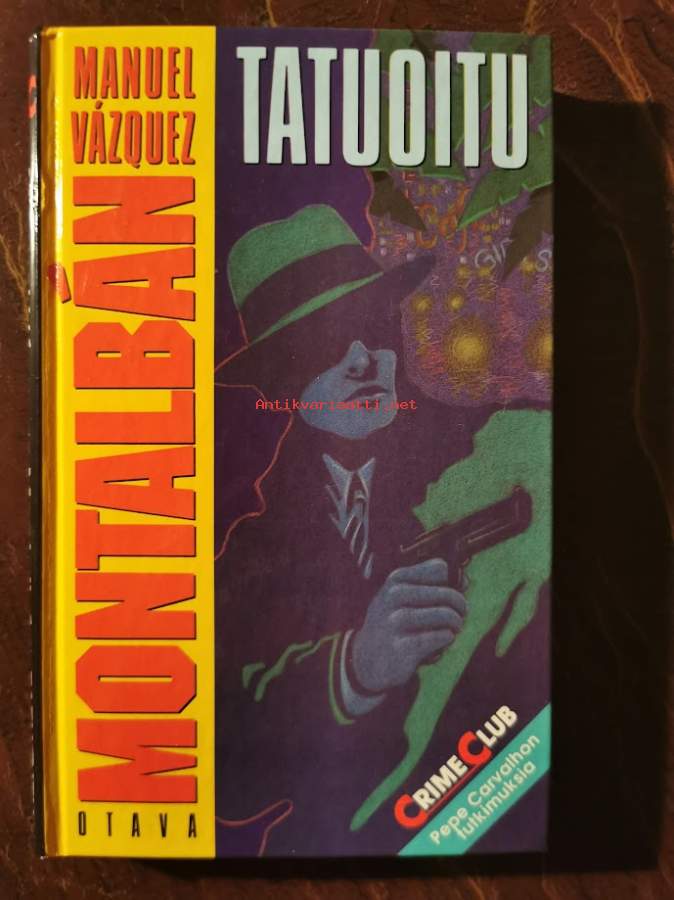 MANUEL
VÁZQUEZ
MONTALBÁN
OTAVA
TATUOITU
Antikvariaatti.net
CRIME CLUB
Pepe Carvalhon
tutkimuksia